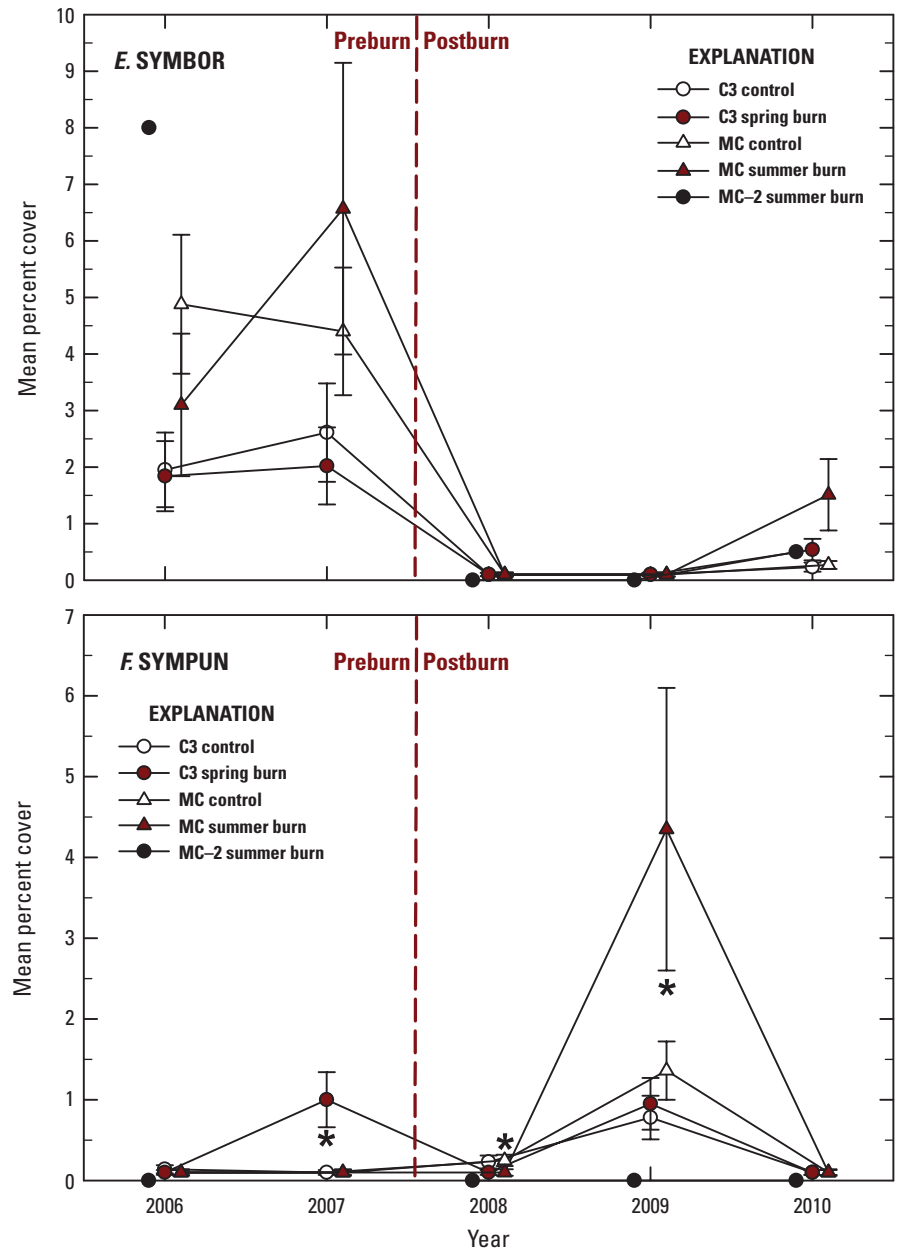 10
9
8
7
6
5
4
3
2
1
0
Mean percent cover
E. SYMBOR
Preburn Postburn
EXPLANATION
C3 control
C3 spring burn
MC control
MC summer burn
MC–2 summer burn
7
6
5
4
3
2
1
0
Mean percent cover
F. SYMPUN
Preburn Postburn
EXPLANATION
C3 control
C3 spring burn
MC control
MC summer burn
MC–2 summer burn
*
*
*
2006 2007 2008 2009 2010
Year